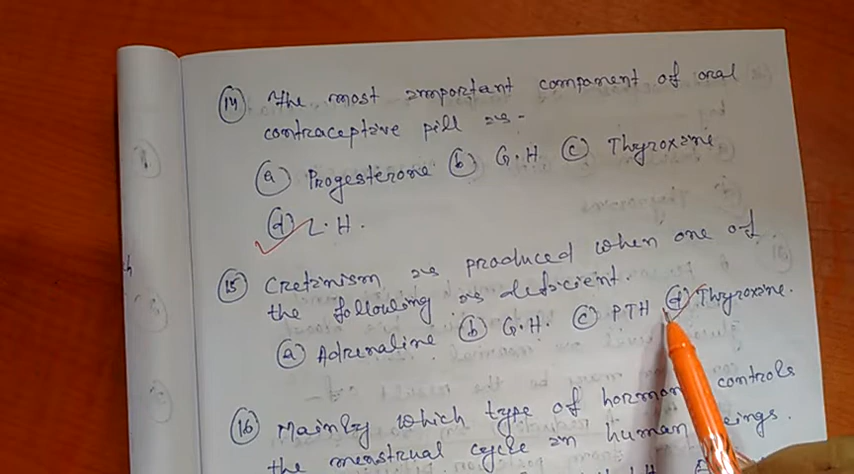 14 The most important component of oral
contraceptive pill is -
(a) Progesterone (b) G.H (c) Thyroxine
(d) L.H.
15 Cretinism is produced when one of
the following is deficient.
(a) Adrenaline (b) G.H. (c) PTH (d) Thyroxine.
16 Mainly which type of hormon controls
the menstrual cycle in human eings.